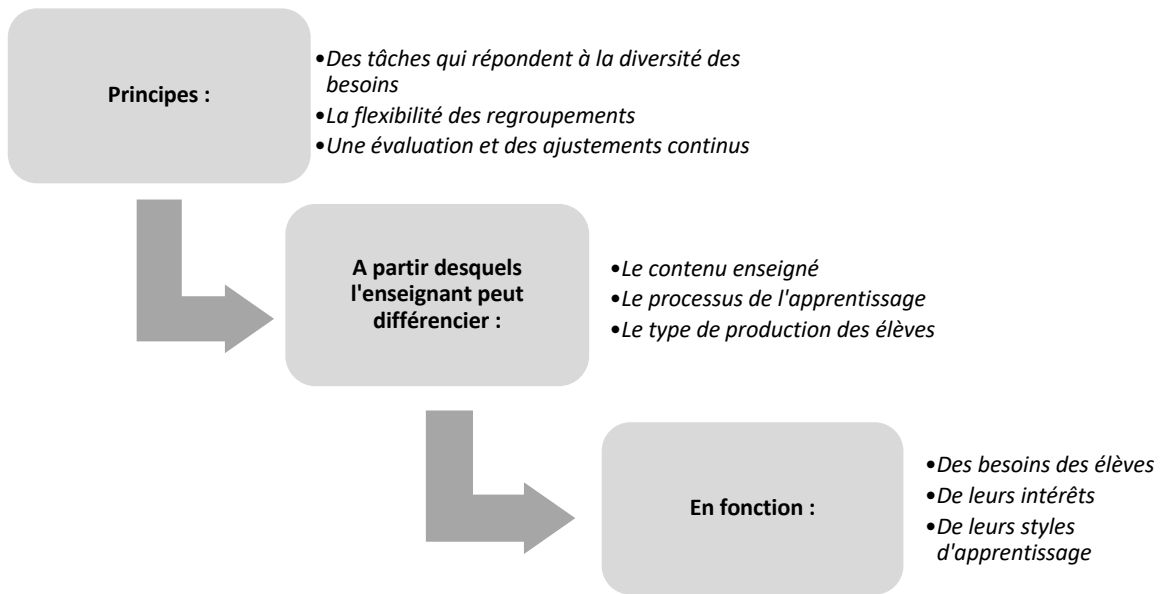 Principes :
•Des tâches qui répondent à la diversité des
besoins
•La flexibilité des regroupements
•Une évaluation et des ajustements continus
A partir desquels
l'enseignant peut
différencier :
•Le contenu enseigné
•Le processus de l'apprentissage
•Le type de production des élèves
En fonction :
•Des besoins des élèves
•De leurs intérêts
•De leurs styles
d'apprentissage